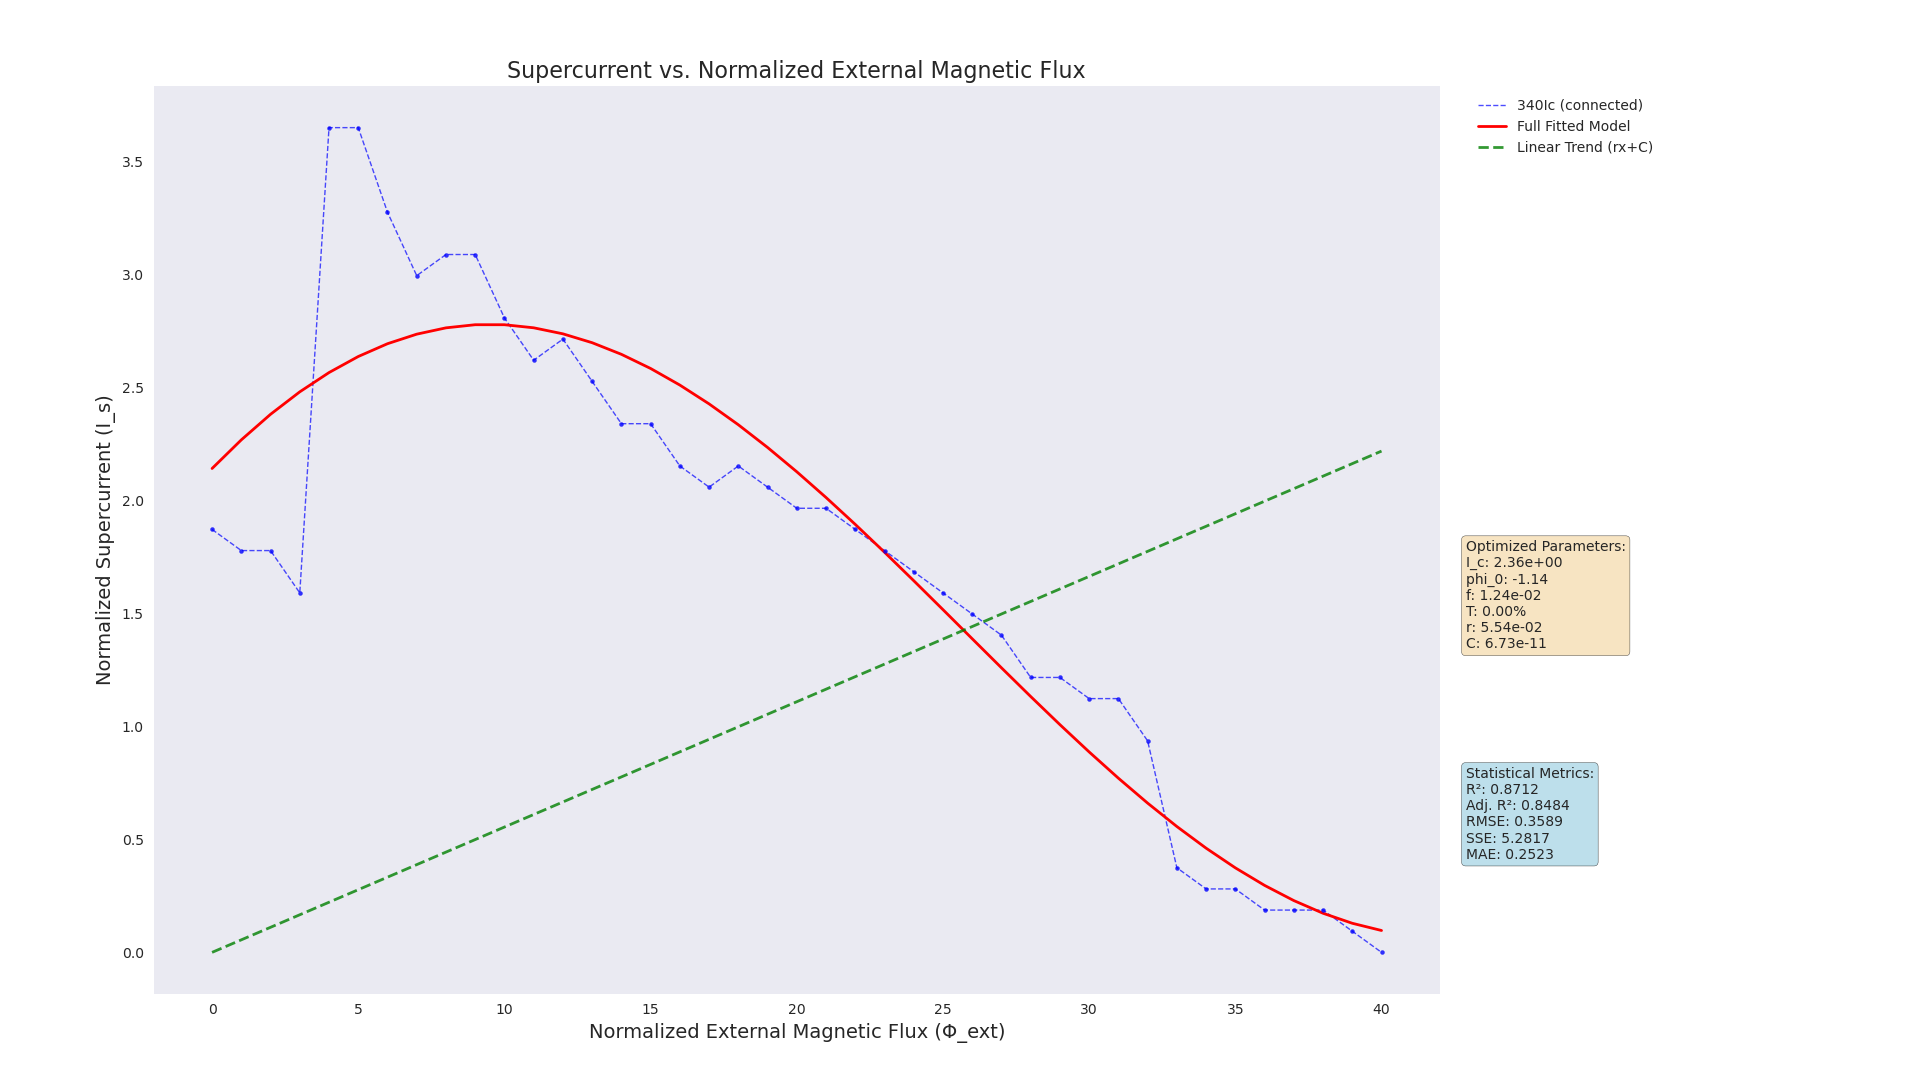 Supercurrent vs. Normalized External Magnetic Flux
340Ic (connected)
Full Fitted Model
Linear Trend (rx+C)
Normalized Supercurrent (I_s)
3.5
3.0
2.5
2.0
1.5
1.0
0.5
0.0
0 5 10 15 20 25 30 35 40
Normalized External Magnetic Flux (Φ_ext)
Optimized Parameters:
I_c: 2.36e+00
phi_0: -1.14
f: 1.24e-02
T: 0.00%
r: 5.54e-02
C: 6.73e-11
Statistical Metrics:
R²: 0.8712
Adj. R²: 0.8484
RMSE: 0.3589
SSE: 5.2817
MAE: 0.2523